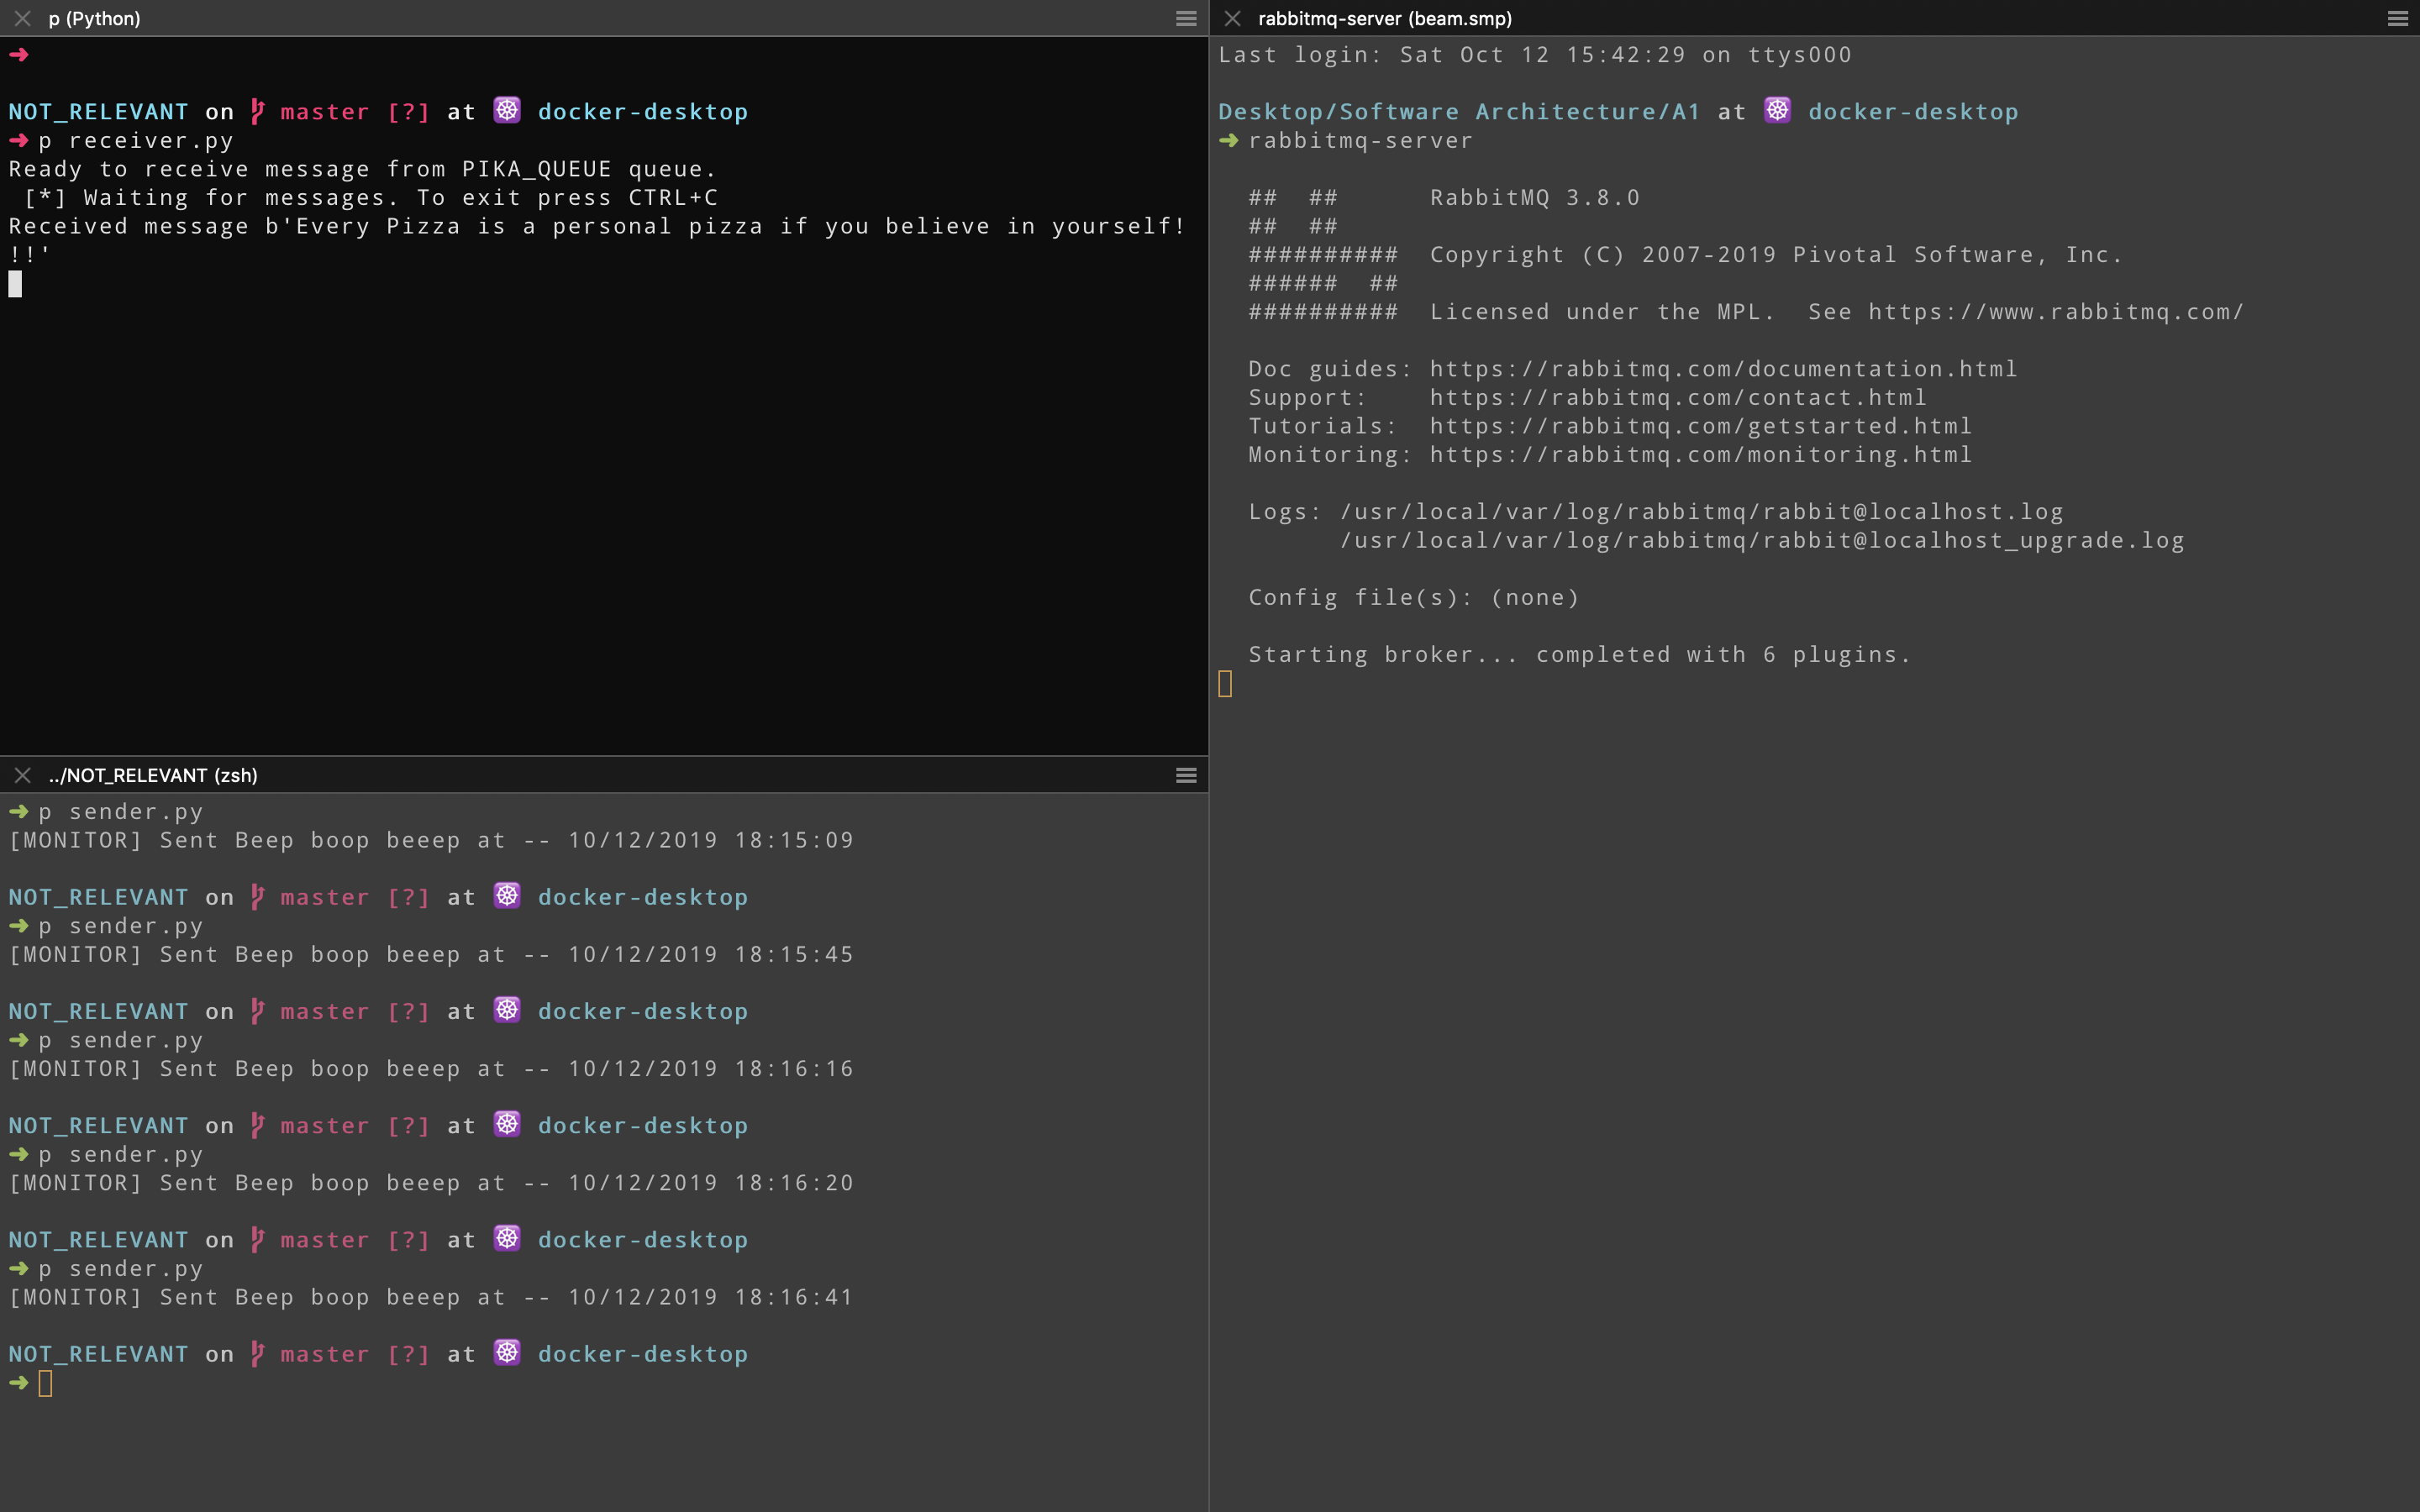 p (Python)
➜
NOT_RELEVANT on master [?] at ☸ docker-desktop
➜ p receiver.py
Ready to receive message from PIKA_QUEUE queue.
[*] Waiting for messages. To exit press CTRL+C
Received message b'Every Pizza is a personal pizza if you believe in yourself!
!!'
../NOT_RELEVANT (zsh)
➜ p sender.py
[MONITOR] Sent Beep boop beeep at -- 10/12/2019 18:15:09
NOT_RELEVANT on master [?] at ☸ docker-desktop
➜ p sender.py
[MONITOR] Sent Beep boop beeep at -- 10/12/2019 18:15:45
NOT_RELEVANT on master [?] at ☸ docker-desktop
➜ p sender.py
[MONITOR] Sent Beep boop beeep at -- 10/12/2019 18:16:16
NOT_RELEVANT on master [?] at ☸ docker-desktop
➜ p sender.py
[MONITOR] Sent Beep boop beeep at -- 10/12/2019 18:16:20
NOT_RELEVANT on master [?] at ☸ docker-desktop
➜ p sender.py
[MONITOR] Sent Beep boop beeep at -- 10/12/2019 18:16:41
NOT_RELEVANT on master [?] at ☸ docker-desktop
➜
rabbitmq-server (beam.smp)
Last login: Sat Oct 12 15:42:29 on ttys000
Desktop/Software Architecture/A1 at ☸ docker-desktop
➜ rabbitmq-server
##  ##      RabbitMQ 3.8.0
##  ##
##########  Copyright (C) 2007-2019 Pivotal Software, Inc.
######  ##
##########  Licensed under the MPL.  See https://www.rabbitmq.com/
Doc guides: https://rabbitmq.com/documentation.html
Support:    https://rabbitmq.com/contact.html
Tutorials:  https://rabbitmq.com/getstarted.html
Monitoring: https://rabbitmq.com/monitoring.html
Logs: /usr/local/var/log/rabbitmq/rabbit@localhost.log
/usr/local/var/log/rabbitmq/rabbit@localhost_upgrade.log
Config file(s): (none)
Starting broker... completed with 6 plugins.